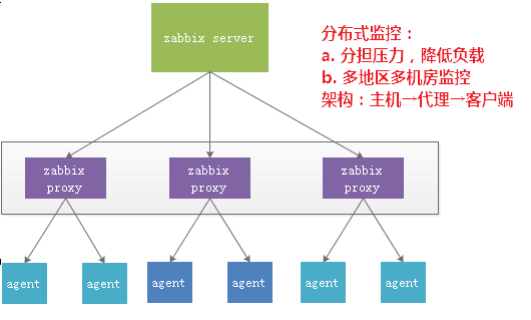 zabbix server
分布式监控：
a. 分担压力，降低负载
b. 多地区多机房监控
架构：主机→代理→客户端
zabbix
proxy
zabbix
proxy
zabbix
proxy
agent
agent
agent
agent
agent
agent